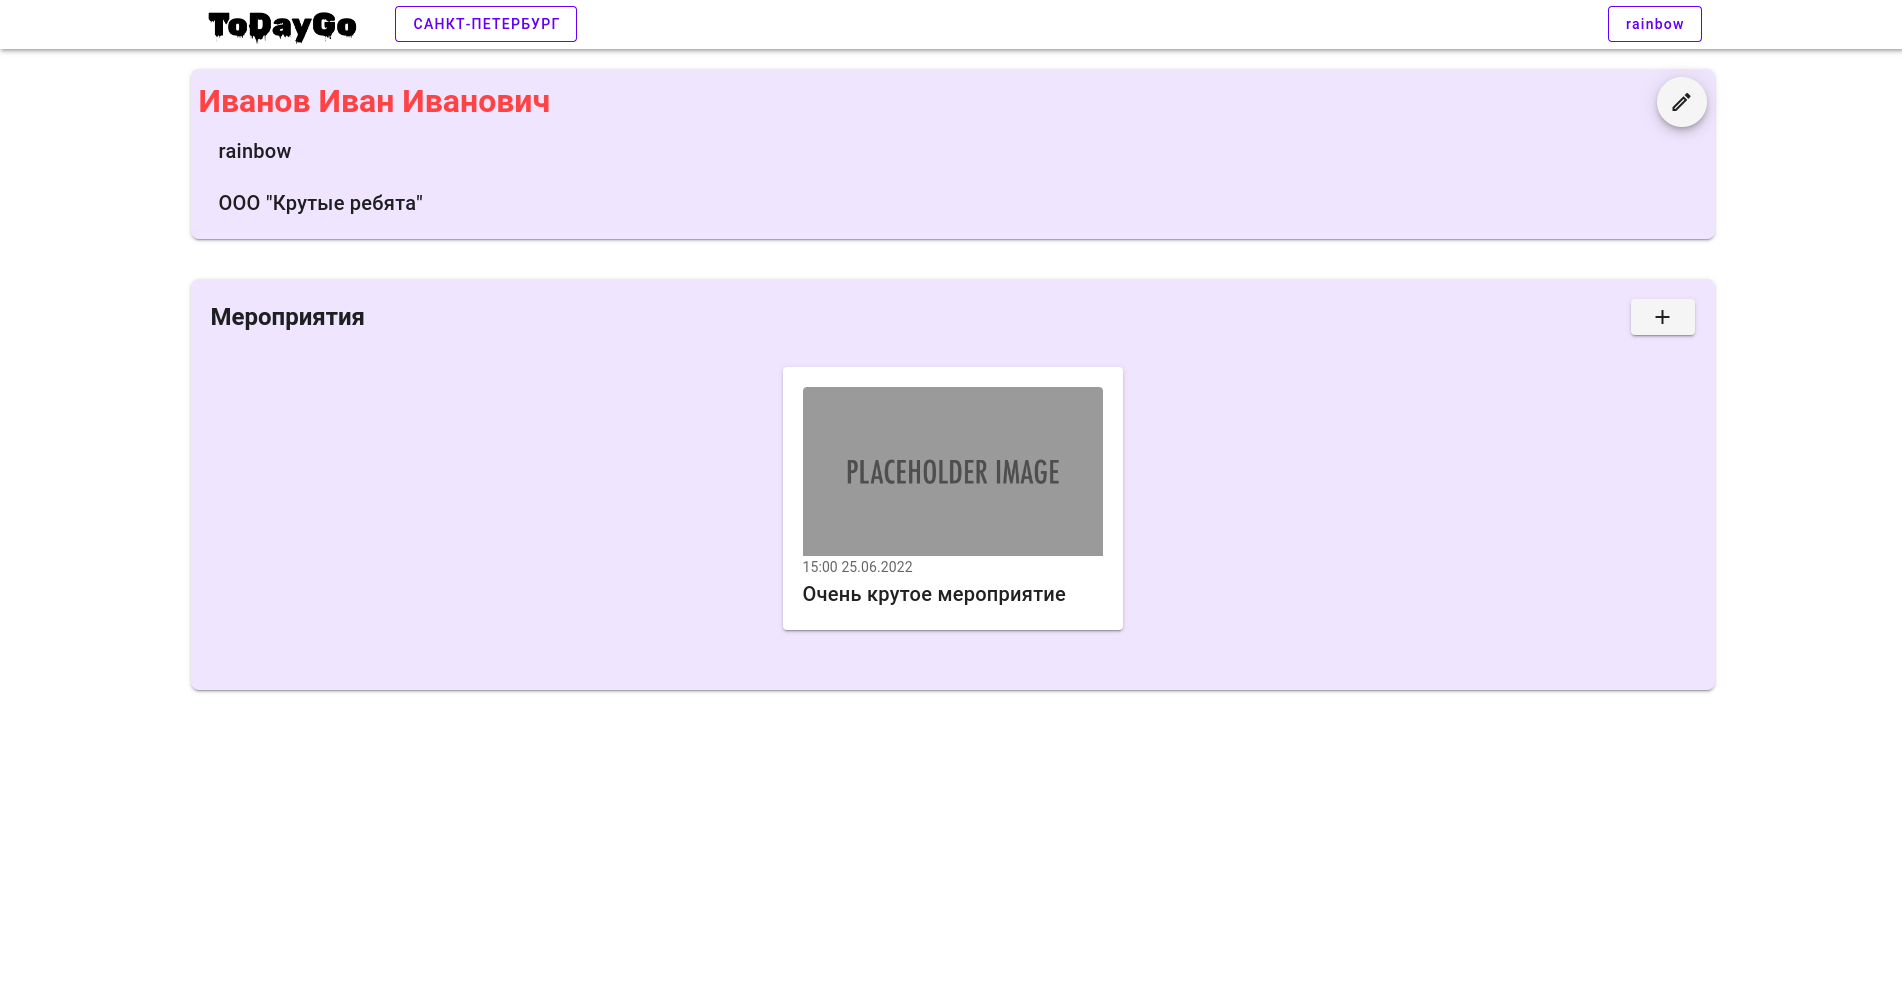 ToDayGo
САНКТ-ПЕТЕРБУРГ
rainbow
Иванов Иван Иванович
rainbow
ООО "Крутые ребята"
Мероприятия
PLACEHOLDER IMAGE
15:00 25.06.2022
Очень крутое мероприятие